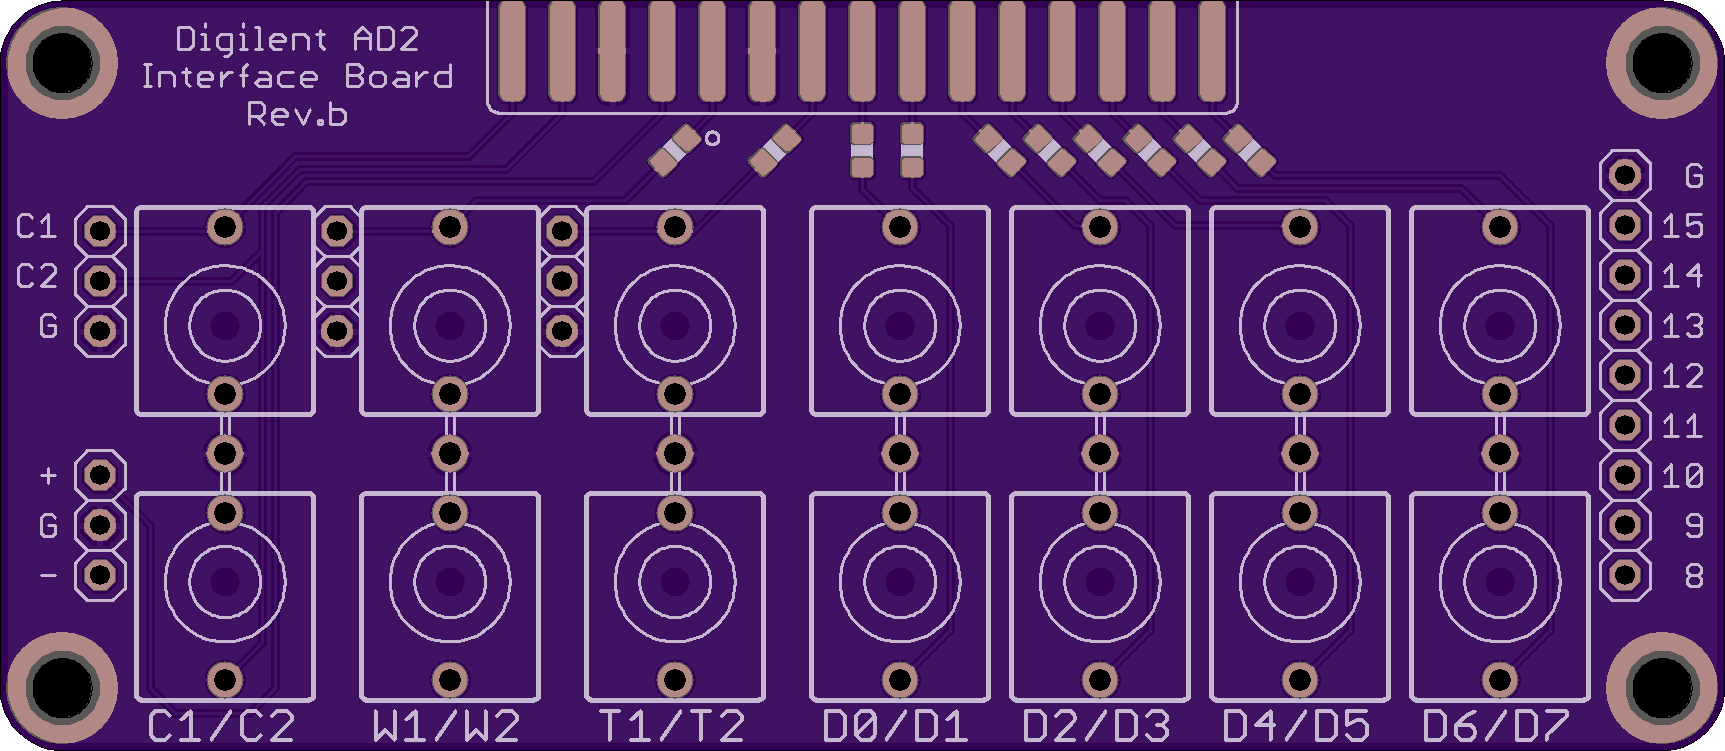 Digilent AD2
Interface Board
Rev.b
C1
C2
G
+
G
-
G
15
14
13
12
11
10
9
8
C1/C2
W1/W2
T1/T2
D0/D1
D2/D3
D4/D5
D6/D7